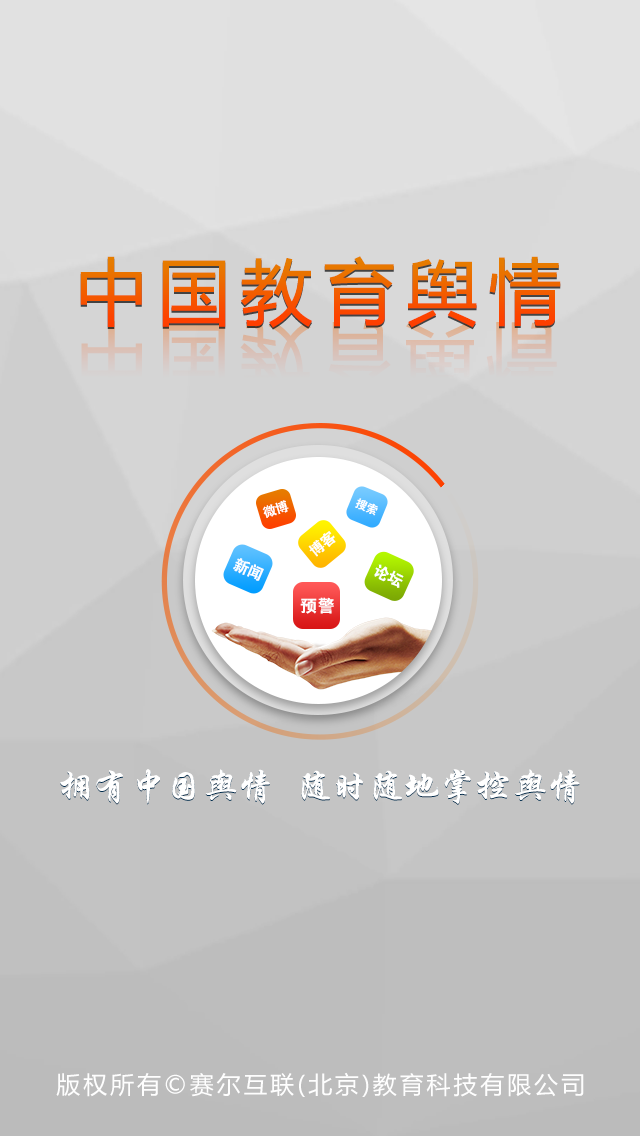 中国教育舆情
微博
搜索
博客
新闻
论坛
预警
拥有中国舆情 随时随地掌控舆情
版权所有©赛尔互联(北京)教育科技有限公司